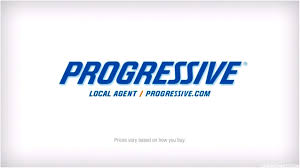 PROGRESSIVE®
LOCAL AGENT / PROGRESSIVE.COM
Prices vary based on how you buy.